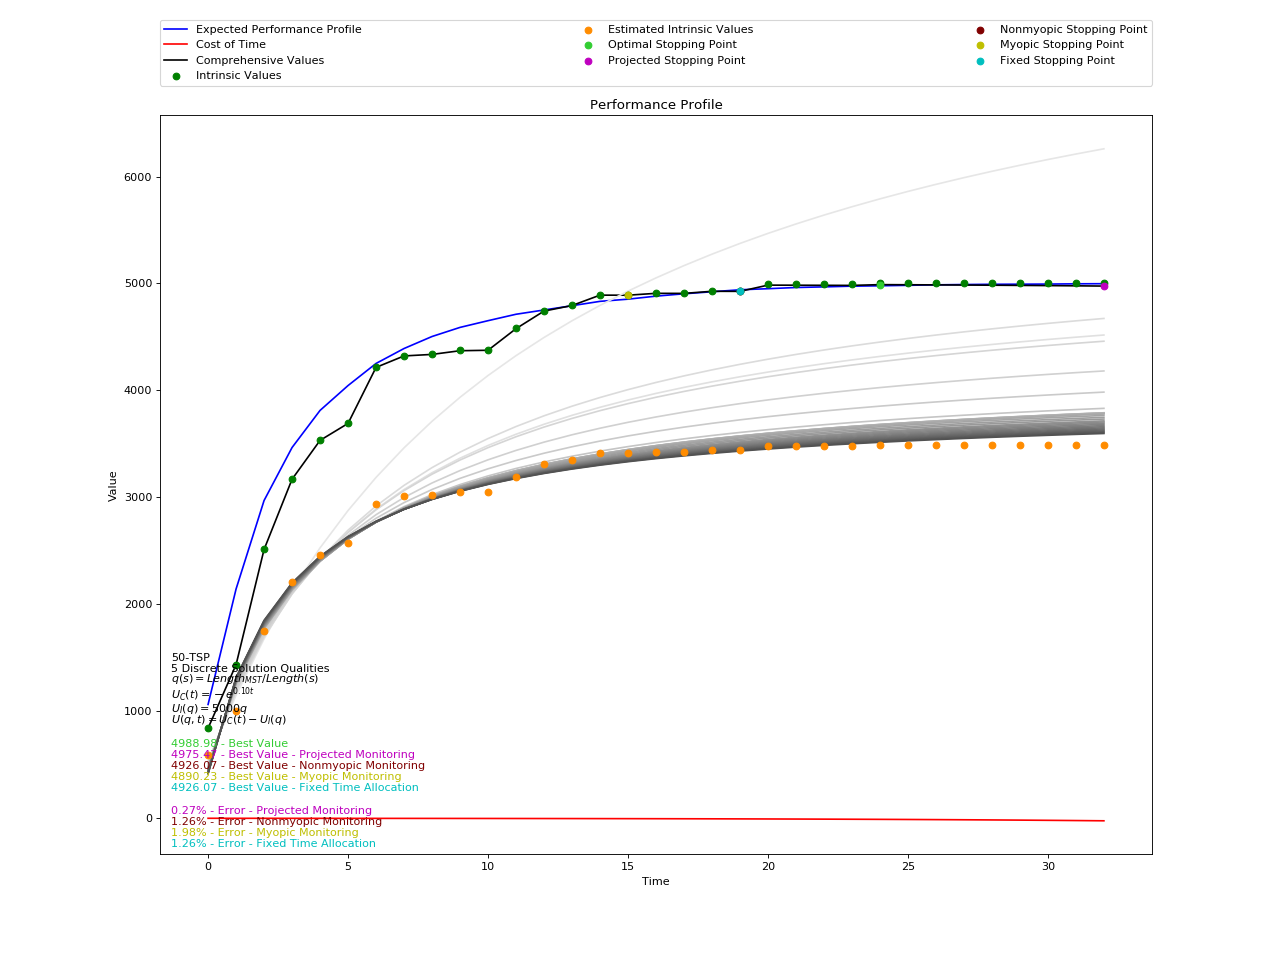 Expected Performance Profile
Cost of Time
Comprehensive Values
Intrinsic Values
Estimated Intrinsic Values
Optimal Stopping Point
Projected Stopping Point
Nonmyopic Stopping Point
Myopic Stopping Point
Fixed Stopping Point
Performance Profile
Value
6000
5000
4000
3000
2000
1000
0
50-TSP
5 Discrete Solution Qualities
q(s) = Length_MST/Length(s)
U_C(t) = −e^{0.10t}
U_I(q) = 5000q
U(q, t) = U_C(t) − U_I(q)
4988.98 - Best Value
4975.47 - Best Value - Projected Monitoring
4926.07 - Best Value - Nonmyopic Monitoring
4890.23 - Best Value - Myopic Monitoring
4926.07 - Best Value - Fixed Time Allocation
0.27% - Error - Projected Monitoring
1.26% - Error - Nonmyopic Monitoring
1.98% - Error - Myopic Monitoring
1.26% - Error - Fixed Time Allocation
0 5 10 15 20 25 30
Time